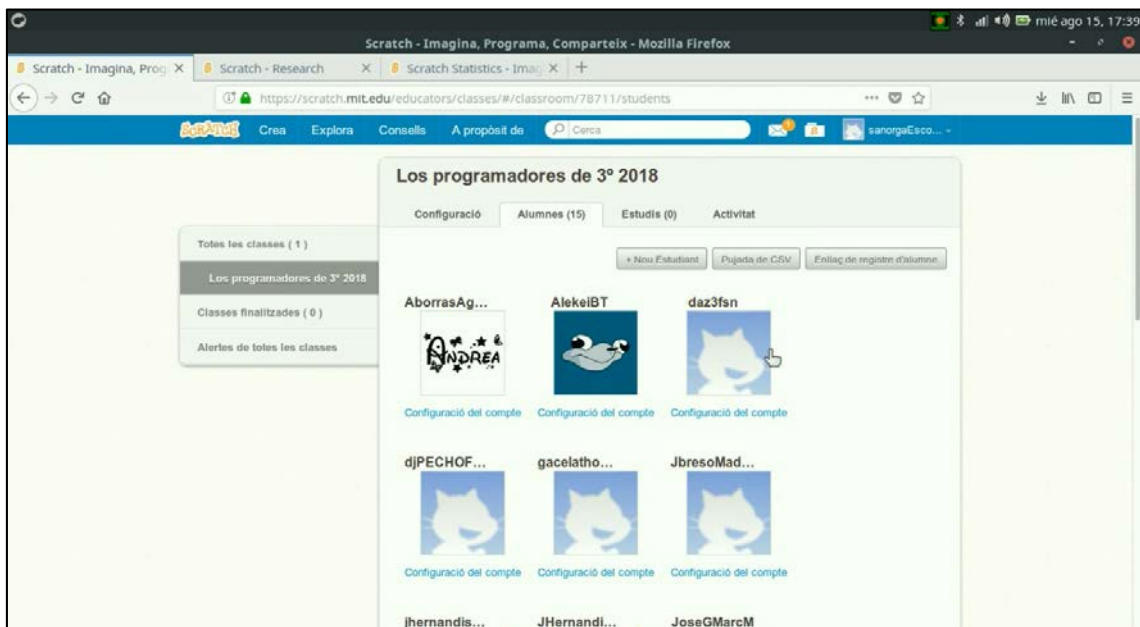 mié ago 15, 17:39
Scratch - Imagina, Programa, Comparteix - Mozilla Firefox
Scratch - Imagina, Prog
Scratch - Research
Scratch Statistics - Imag
https://scratch.mit.edu/educators/classes/#/classroom/78711/students
SCRATCH Crea Explora Consells A propòsit de Cerca sanorgaEsco...
Los programadores de 3º 2018
Configuració Alumnes (15) Estudis (0) Activitat
Totes les classes ( 1 )
Los programadores de 3º 2018
Classes finalitzades ( 0 )
Alertes de totes les classes
+ Nou Estudiant Pujada de CSV Enllaç de registre d'alumne
AborrasAg... AlekeiBT daz3fsn
ANDREA
Configuració del compte Configuració del compte Configuració del compte
djPECHOF... gacelatho... JbresoMad...
Configuració del compte Configuració del compte Configuració del compte
jhernandis... JHernandi... JoseGMarcM